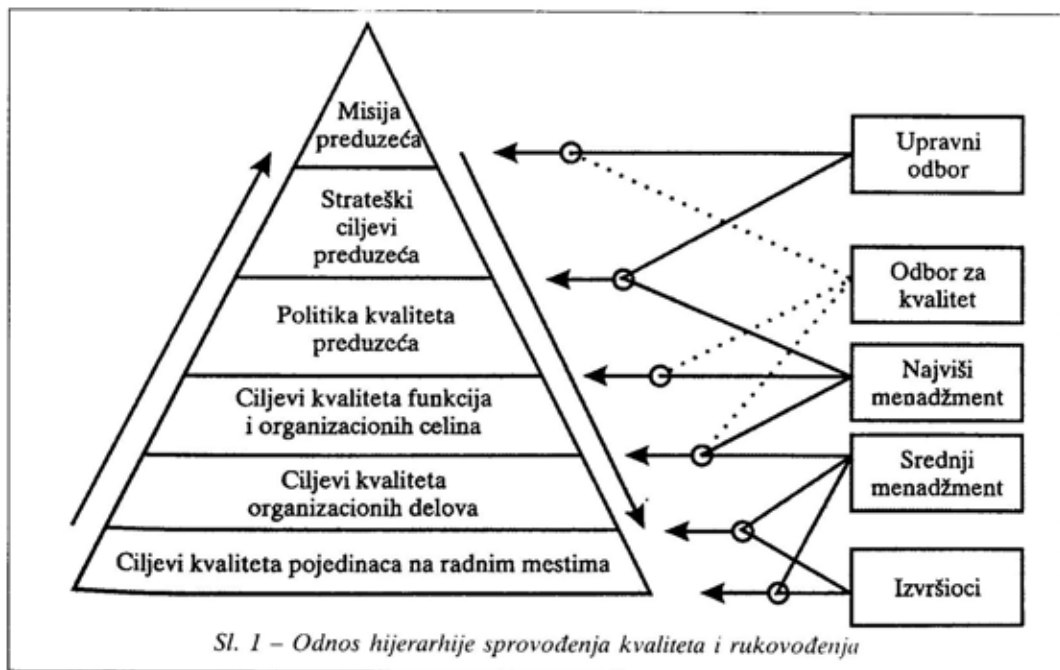 Misija
preduzeća
Strateški
ciljevi
preduzeća
Politika kvaliteta
preduzeća
Ciljevi kvaliteta funkcija
i organizacionih celina
Ciljevi kvaliteta
organizacionih delova
Ciljevi kvaliteta pojedinaca na radnim mestima
Upravni
odbor
Odbor za
kvalitet
Najviši
menadžment
Srednji
menadžment
Izvršioci
Sl. 1 – Odnos hijerarhije sprovođenja kvaliteta i rukovođenja